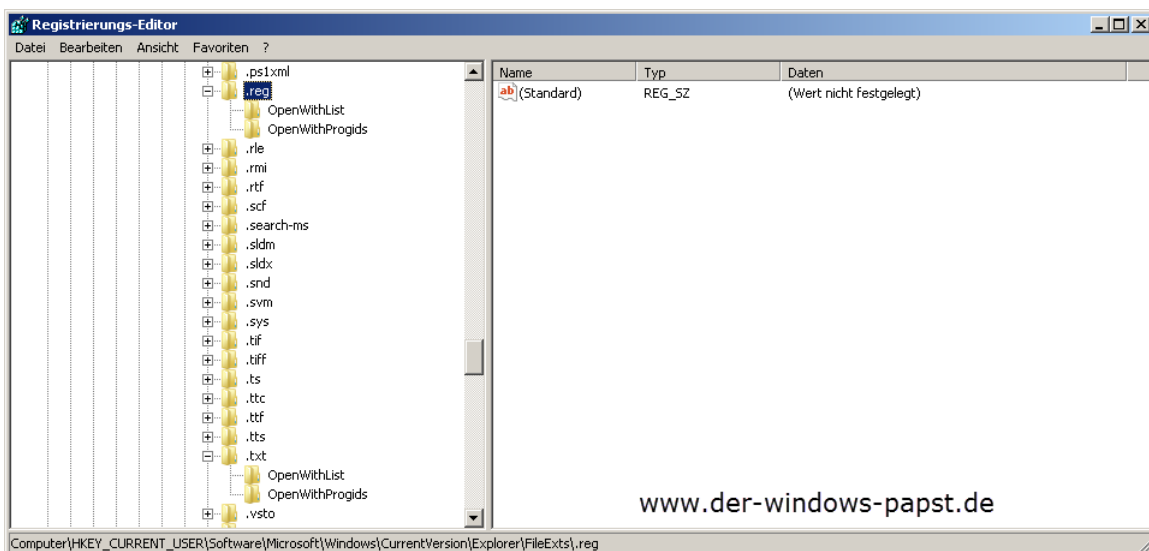 Registrierungs-Editor
Datei Bearbeiten Ansicht Favoriten ?
.ps1xml
.reg
OpenWithList
OpenWithProgids
.rle
.rmi
.rtf
.scf
.search-ms
.sldm
.sldx
.snd
.svm
.sys
.tif
.tiff
.ts
.ttc
.ttf
.tts
.txt
OpenWithList
OpenWithProgids
.vsto
Name Typ Daten
ab (Standard) REG_SZ (Wert nicht festgelegt)
www.der-windows-papst.de
Computer\HKEY_CURRENT_USER\Software\Microsoft\Windows\CurrentVersion\Explorer\FileExts\.reg